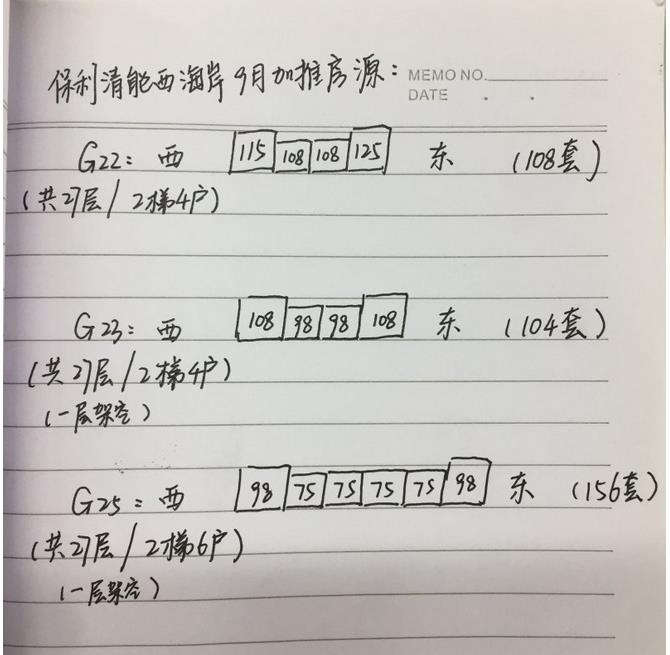 保利清能西海岸9月加推房源：
MEMO NO.
DATE . .
G22：西 115 108 108 125 东 (108套)
(共27层/2梯4户)
G23：西 108 98 98 108 东 (104套)
(共27层/2梯4户)
(一层架空)
G25：西 98 75 75 75 75 98 东 (156套)
(共27层/2梯6户)
(一层架空)